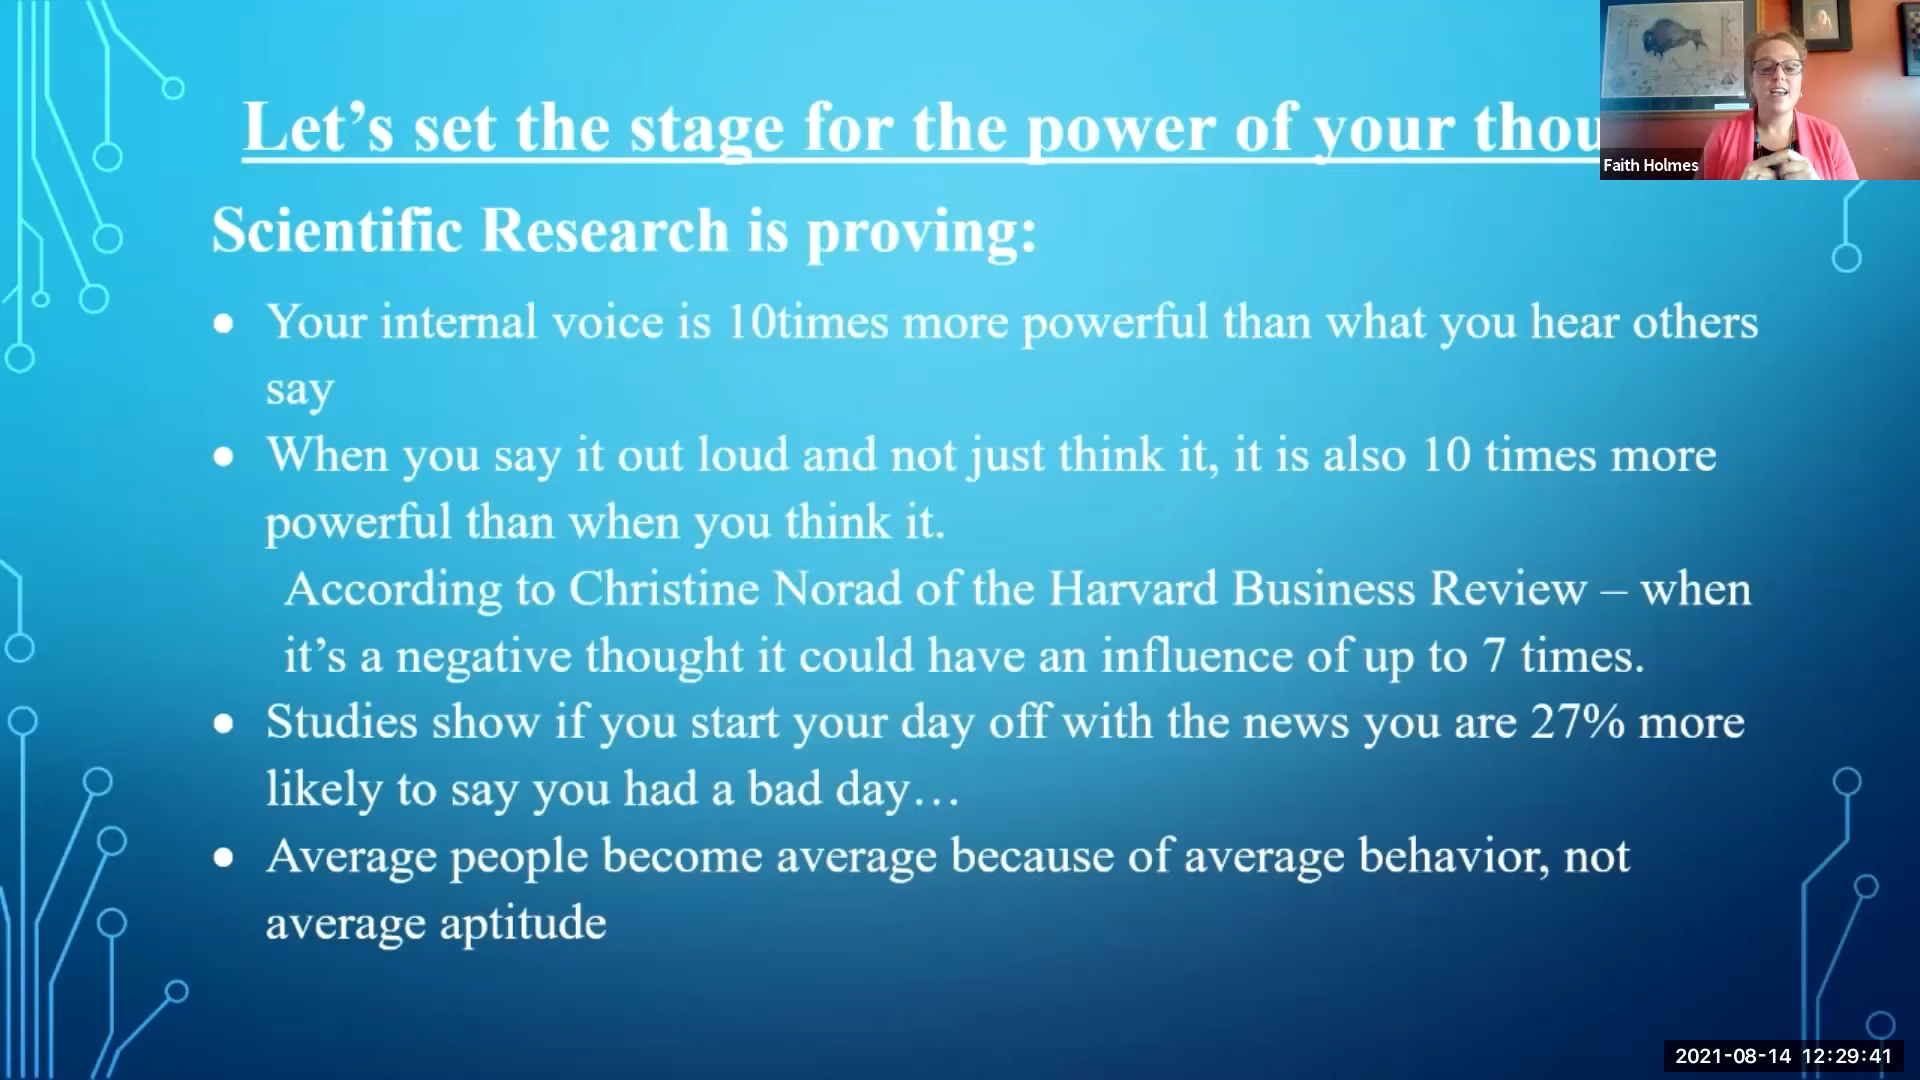 Let’s set the stage for the power of your thou
Faith Holmes
Scientific Research is proving:
● Your internal voice is 10times more powerful than what you hear others
say
● When you say it out loud and not just think it, it is also 10 times more
powerful than when you think it.
According to Christine Norad of the Harvard Business Review – when
it’s a negative thought it could have an influence of up to 7 times.
● Studies show if you start your day off with the news you are 27% more
likely to say you had a bad day…
● Average people become average because of average behavior, not
average aptitude
2021-08-14 12:29:41